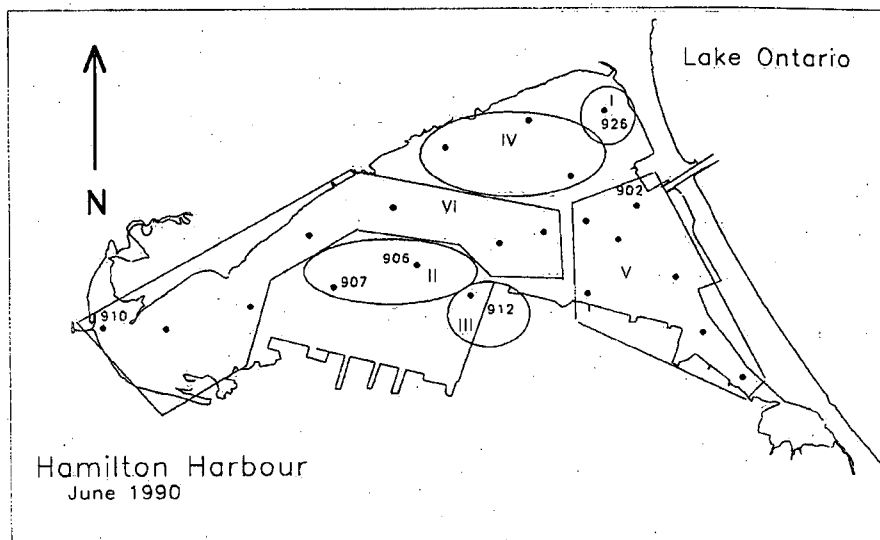 Lake Ontario
I
926
IV
N
902
VI
906
907
II
V
910
912
III
Hamilton Harbour
June 1990